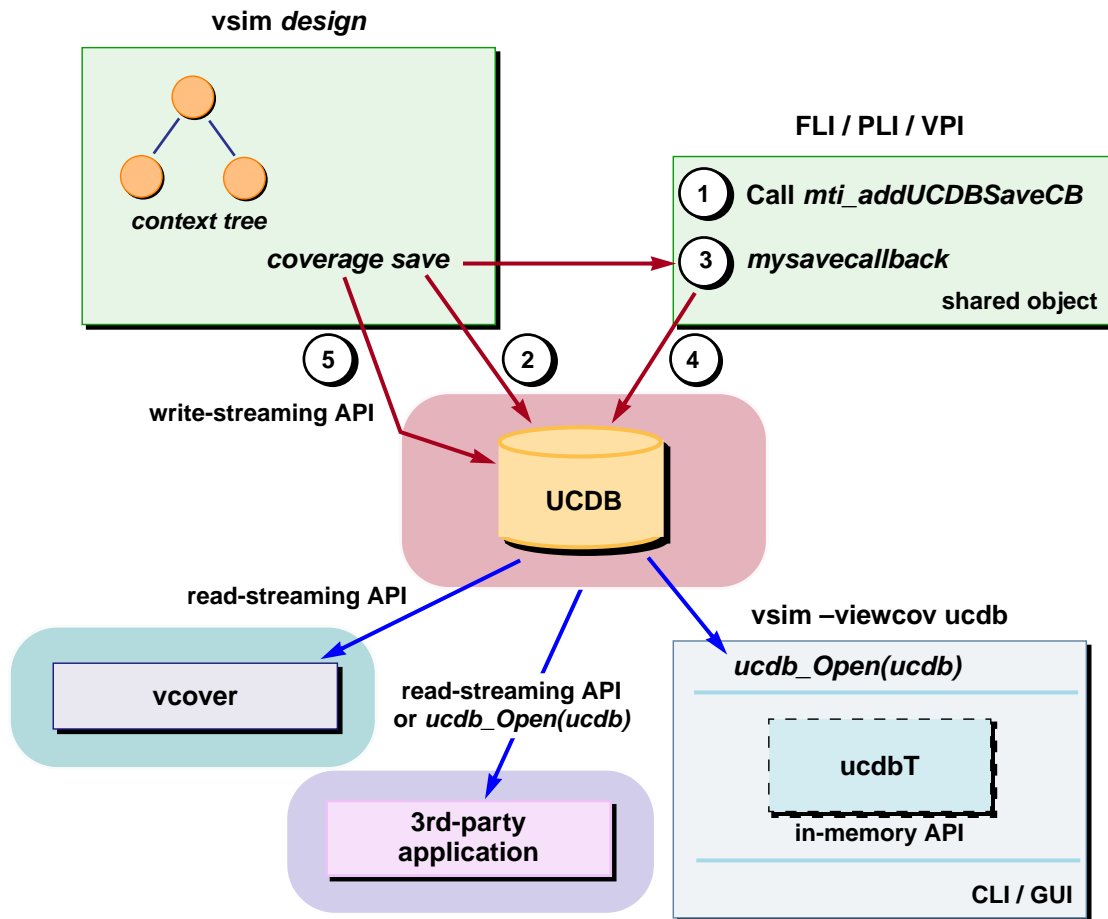 vsim design
context tree
coverage save
FLI / PLI / VPI
1
Call mti_addUCDBSaveCB
3
mysavecallback
shared object
5
2
4
write-streaming API
UCDB
read-streaming API
vcover
read-streaming API
or ucdb_Open(ucdb)
3rd-party
application
vsim –viewcov ucdb
ucdb_Open(ucdb)
ucdbT
in-memory API
CLI / GUI